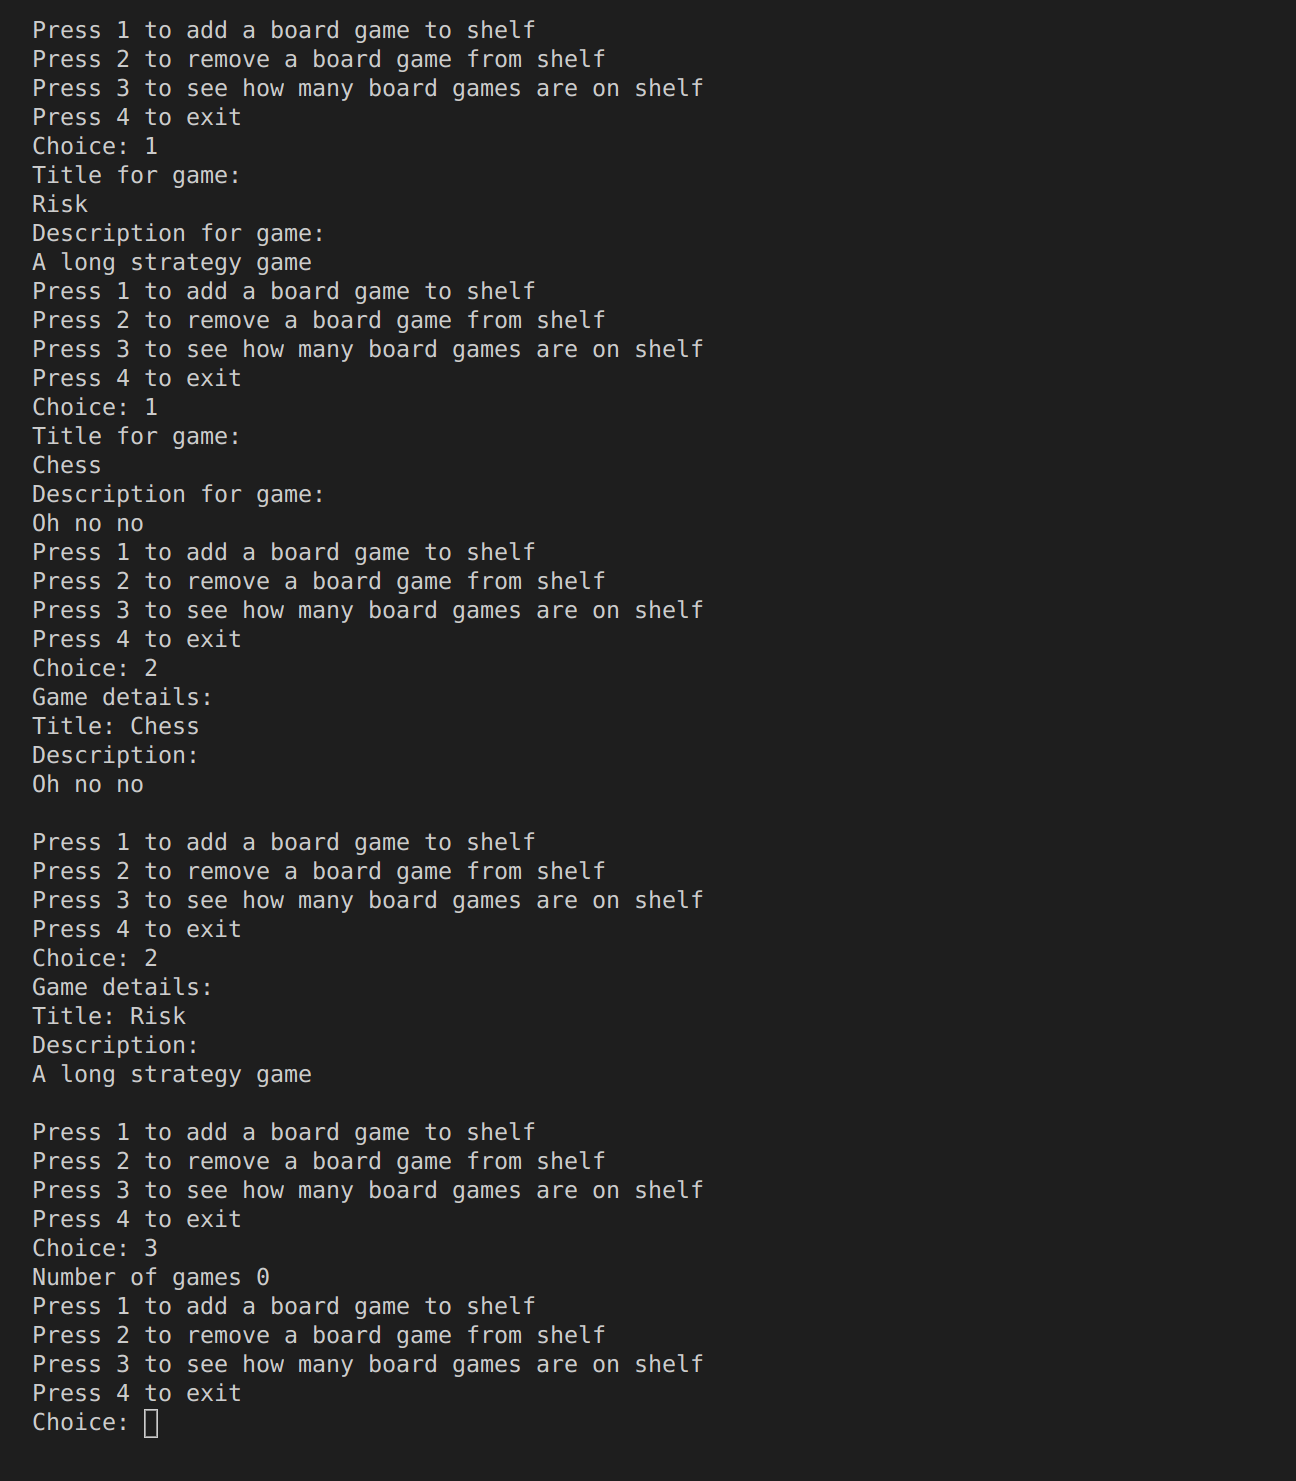 Press 1 to add a board game to shelf
Press 2 to remove a board game from shelf
Press 3 to see how many board games are on shelf
Press 4 to exit
Choice: 1
Title for game:
Risk
Description for game:
A long strategy game
Press 1 to add a board game to shelf
Press 2 to remove a board game from shelf
Press 3 to see how many board games are on shelf
Press 4 to exit
Choice: 1
Title for game:
Chess
Description for game:
Oh no no
Press 1 to add a board game to shelf
Press 2 to remove a board game from shelf
Press 3 to see how many board games are on shelf
Press 4 to exit
Choice: 2
Game details:
Title: Chess
Description:
Oh no no

Press 1 to add a board game to shelf
Press 2 to remove a board game from shelf
Press 3 to see how many board games are on shelf
Press 4 to exit
Choice: 2
Game details:
Title: Risk
Description:
A long strategy game

Press 1 to add a board game to shelf
Press 2 to remove a board game from shelf
Press 3 to see how many board games are on shelf
Press 4 to exit
Choice: 3
Number of games 0
Press 1 to add a board game to shelf
Press 2 to remove a board game from shelf
Press 3 to see how many board games are on shelf
Press 4 to exit
Choice: